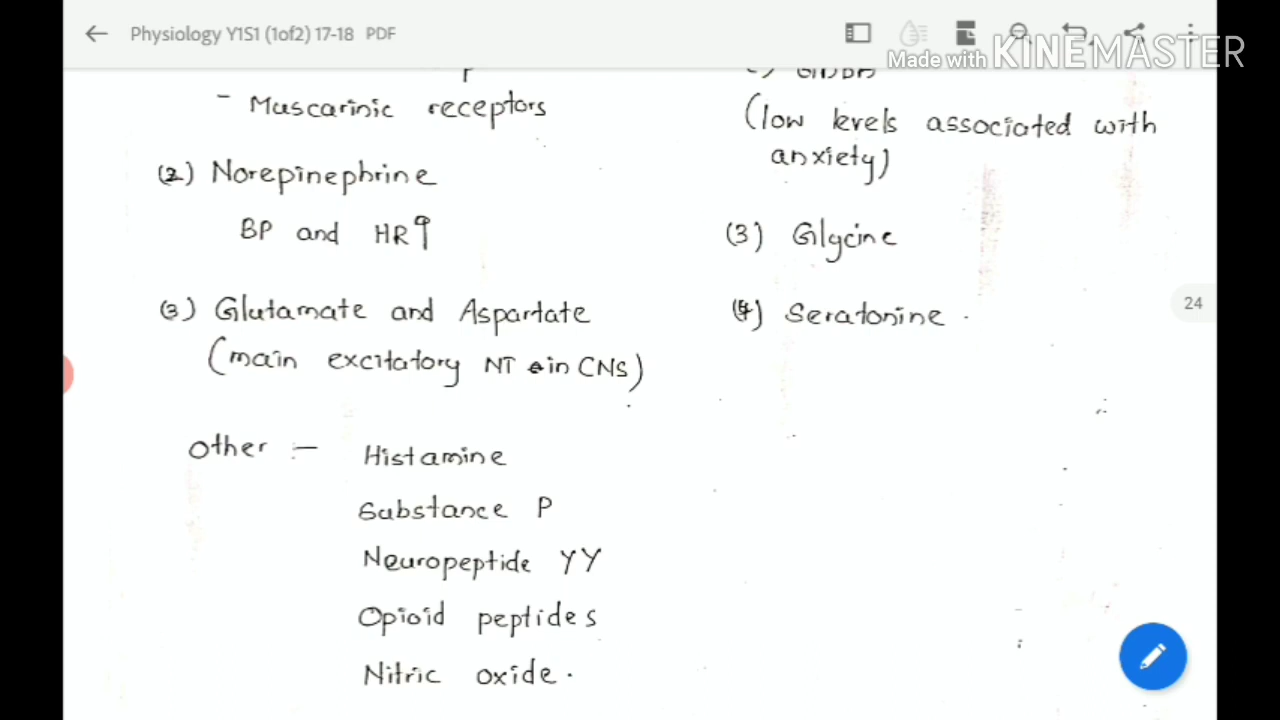 Physiology Y1S1 (1of2) 17-18 PDF
Made with KINEMASTER
- Muscarinic receptors
(2) Norepinephrine
BP and HR↑
(3) Glutamate and Aspartate
(main excitatory NT in CNS)
Other :-
Histamine
Substance P
Neuropeptide YY
Opioid peptides
Nitric oxide.
(low levels associated with
anxiety)
(3) Glycine
(4) Seratonine.
24